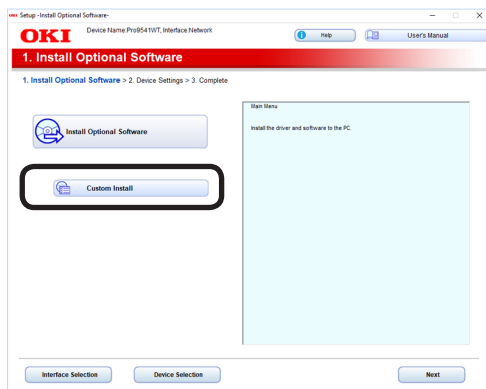 Setup -Install Optional Software-
OKI
Device Name:Pro9541WT, Interface:Network
Help
User's Manual
1. Install Optional Software
1. Install Optional Software > 2. Device Settings > 3. Complete
Install Optional Software
Custom Install
Main Menu
Install the driver and software to the PC.
Interface Selection
Device Selection
Next